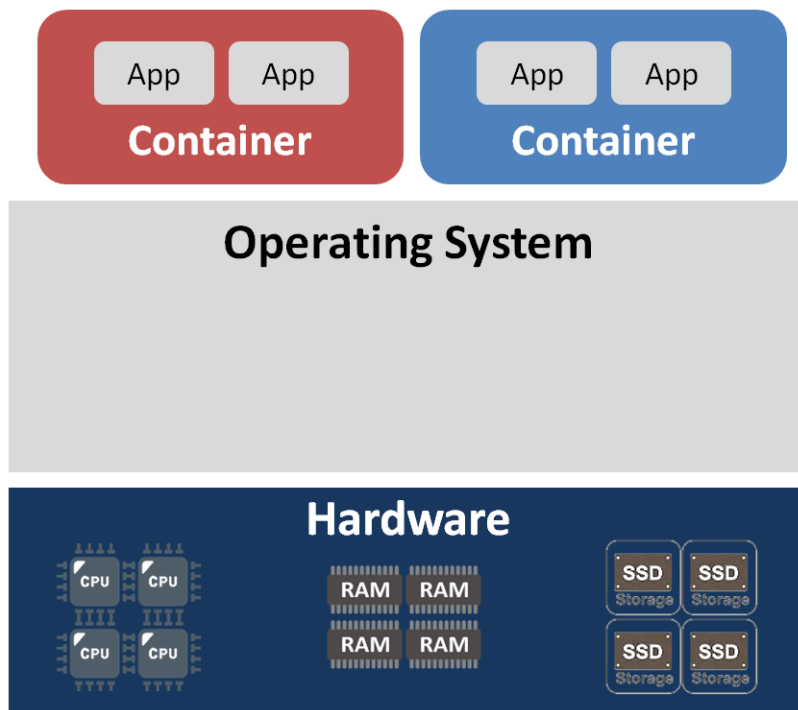 App App App App
Container Container
Operating System
Hardware
CPU CPU RAM RAM SSD SSD
Storage Storage
CPU CPU RAM RAM SSD SSD
Storage Storage